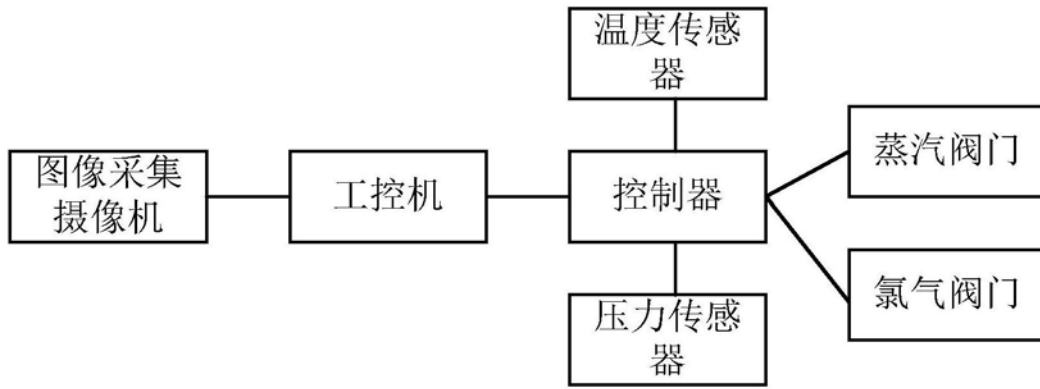 温度传感
器
图像采集
摄像机
工控机
控制器
蒸汽阀门
氯气阀门
压力传感
器